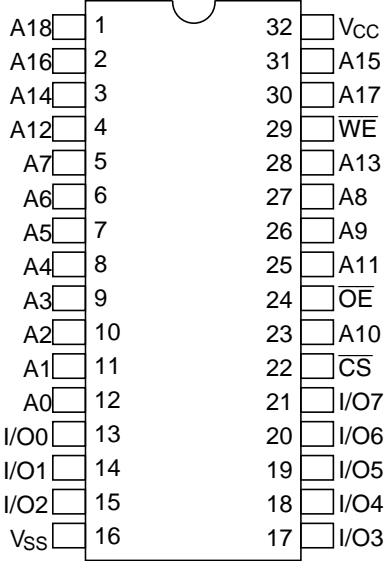 A18 1 32 VCC
A16 2 31 A15
A14 3 30 A17
A12 4 29 W̅E̅
A7 5 28 A13
A6 6 27 A8
A5 7 26 A9
A4 8 25 A11
A3 9 24 O̅E̅
A2 10 23 A10
A1 11 22 C̅S̅
A0 12 21 I/O7
I/O0 13 20 I/O6
I/O1 14 19 I/O5
I/O2 15 18 I/O4
VSS 16 17 I/O3